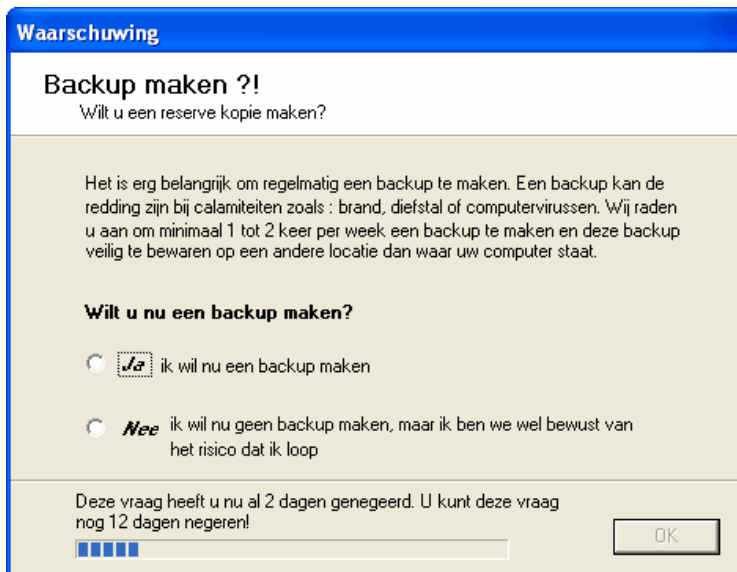 Waarschuwing
Backup maken ?!
Wilt u een reserve kopie maken?
Het is erg belangrijk om regelmatig een backup te maken. Een backup kan de
redding zijn bij calamiteiten zoals : brand, diefstal of computervirussen. Wij raden
u aan om minimaal 1 tot 2 keer per week een backup te maken en deze backup
veilig te bewaren op een andere locatie dan waar uw computer staat.
Wilt u nu een backup maken?
Ja ik wil nu een backup maken
Nee ik wil nu geen backup maken, maar ik ben we wel bewust van
het risico dat ik loop
Deze vraag heeft u nu al 2 dagen genegeerd. U kunt deze vraag
nog 12 dagen negeren!
OK